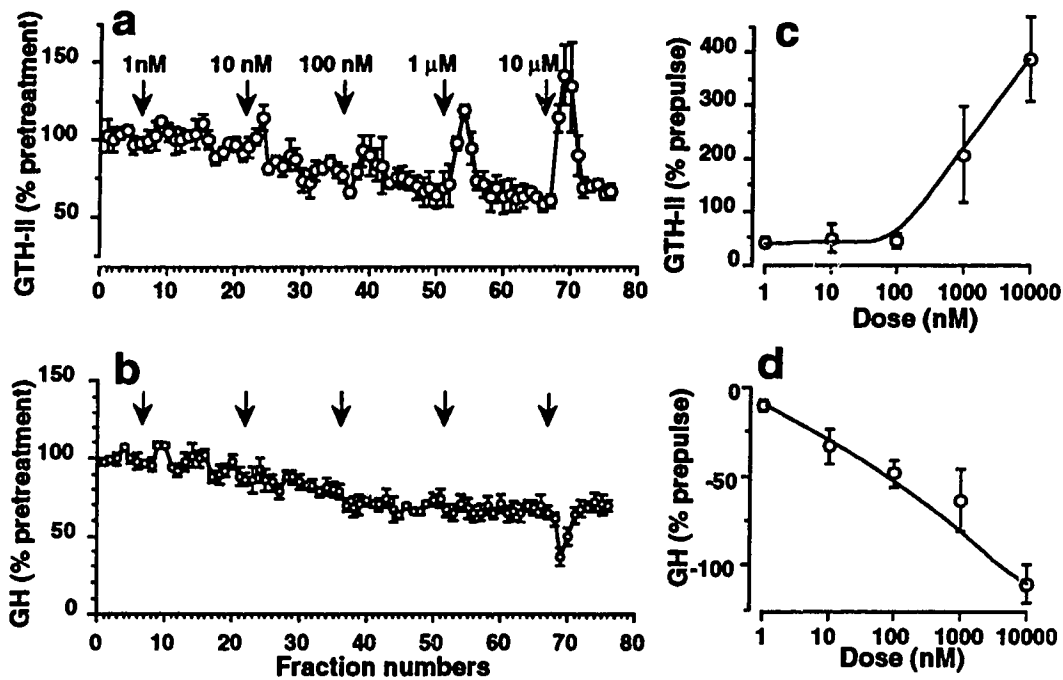 a
GTH-II (% pretreatment)
150
100
50
1nM
10 nM
100 nM
1 µM
10 µM
0 10 20 30 40 50 60 70 80
c
GTH-II (% prepulse)
400
300
200
100
0
1 10 100 1000 10000
Dose (nM)
b
GH (% pretreatment)
150
100
50
0
0 10 20 30 40 50 60 70 80
Fraction numbers
d
GH (% prepulse)
0
-50
-100
1 10 100 1000 10000
Dose (nM)